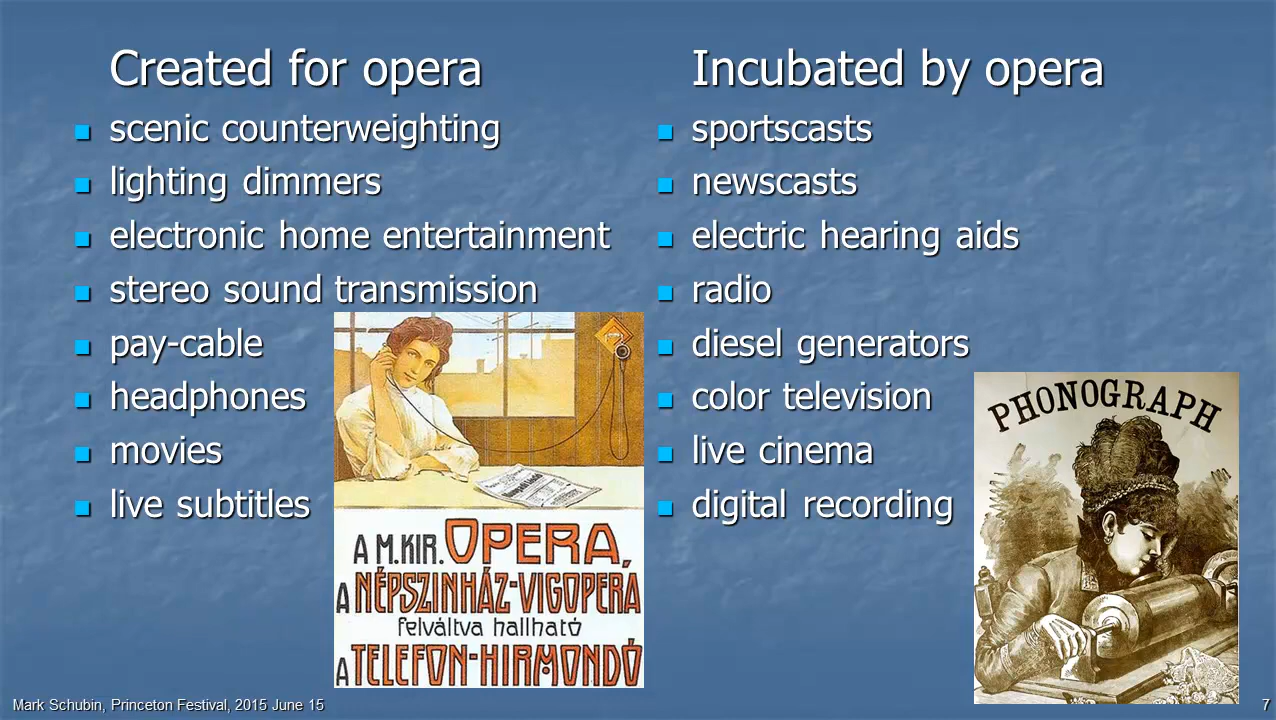 Created for opera
scenic counterweighting
lighting dimmers
electronic home entertainment
stereo sound transmission
pay-cable
headphones
movies
live subtitles
A M. KIR. OPERA,
A NÉPSZINHÁZ-VIGOPERA
felváltva hallható
A TELEFON-HIRMONDÓ
Incubated by opera
sportscasts
newscasts
electric hearing aids
radio
diesel generators
color television
live cinema
digital recording
PHONOGRAPH
Mark Schubin, Princeton Festival, 2015 June 15
7